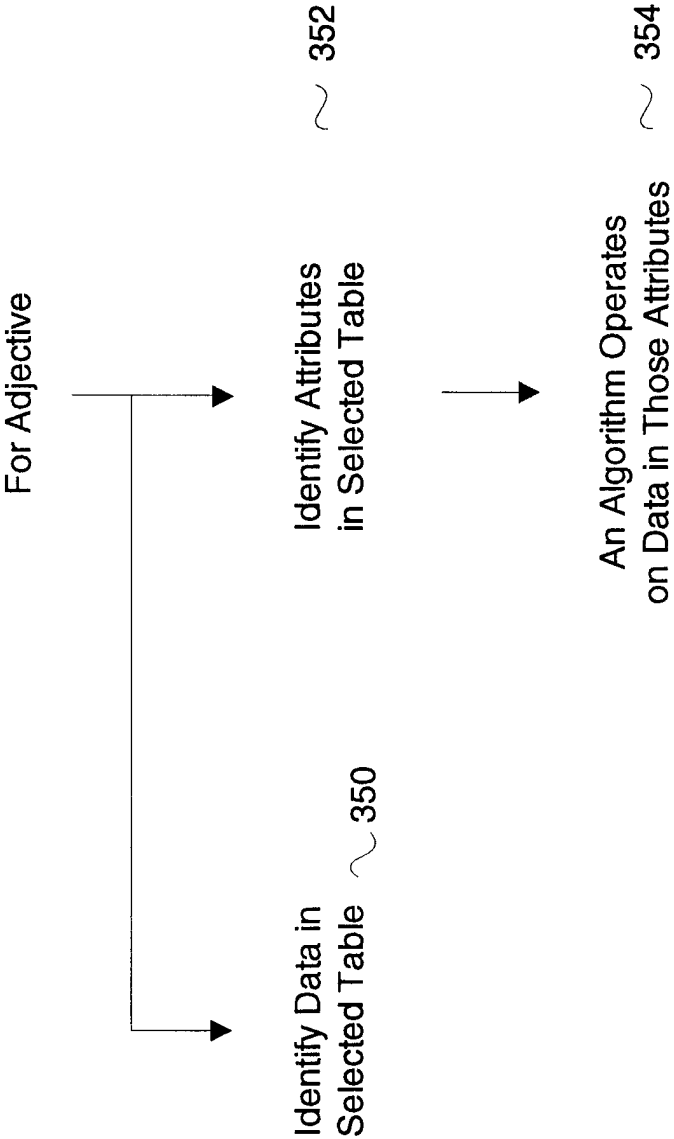 For Adjective
Identify Data in
Selected Table
350
Identify Attributes
in Selected Table
352
An Algorithm Operates
on Data in Those Attributes
354